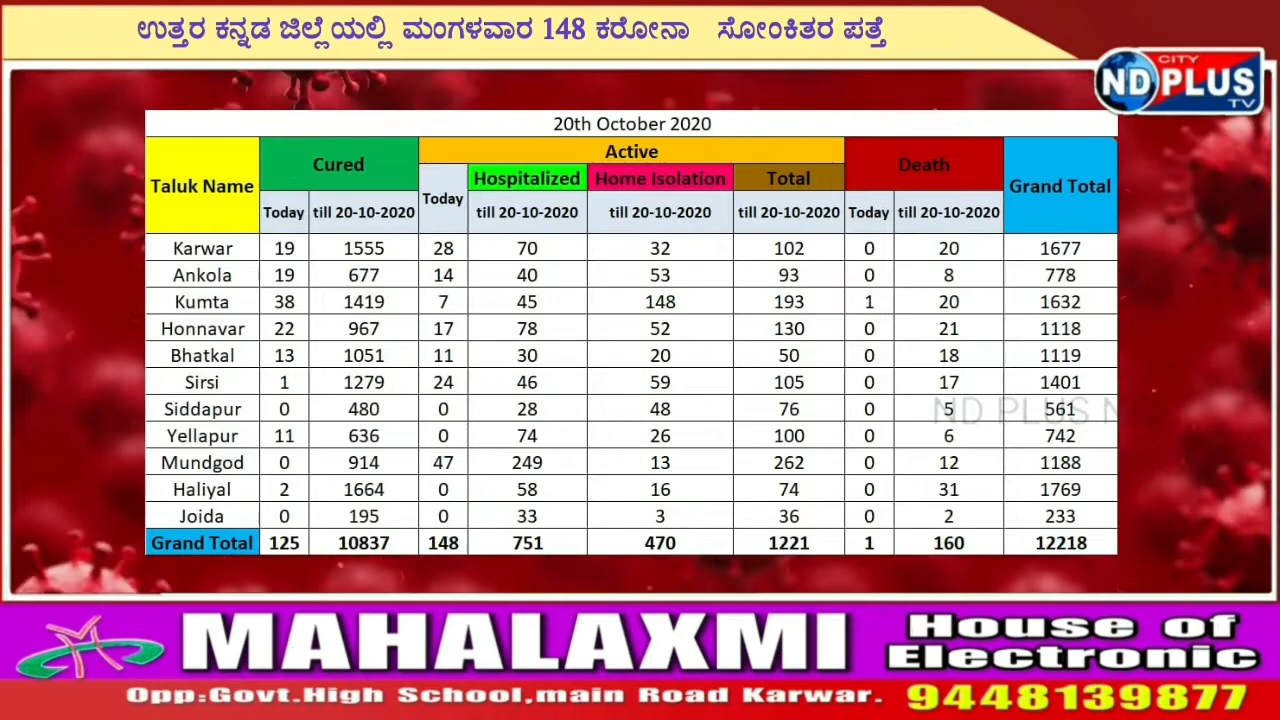 ಉತ್ತರ ಕನ್ನಡ ಜಿಲ್ಲೆಯಲ್ಲಿ ಮಂಗಳವಾರ 148 ಕರೋನಾ ಸೋಂಕಿತರ ಪತ್ತೆ
CITY
ND PLUS
TV
20th October 2020
Taluk Name Cured Active Death Grand Total
Today Hospitalized Home Isolation Total
Today till 20-10-2020 till 20-10-2020 till 20-10-2020 till 20-10-2020 Today till 20-10-2020
Karwar 19 1555 28 70 32 102 0 20 1677
Ankola 19 677 14 40 53 93 0 8 778
Kumta 38 1419 7 45 148 193 1 20 1632
Honnavar 22 967 17 78 52 130 0 21 1118
Bhatkal 13 1051 11 30 20 50 0 18 1119
Sirsi 1 1279 24 46 59 105 0 17 1401
Siddapur 0 480 0 28 48 76 0 5 561
ND PLUS N
Yellapur 11 636 0 74 26 100 0 6 742
Mundgod 0 914 47 249 13 262 0 12 1188
Haliyal 2 1664 0 58 16 74 0 31 1769
Joida 0 195 0 33 3 36 0 2 233
Grand Total 125 10837 148 751 470 1221 1 160 12218
MAHALAXMI House of Electronic
Opp:Govt.High School,main Road Karwar. 9448139877